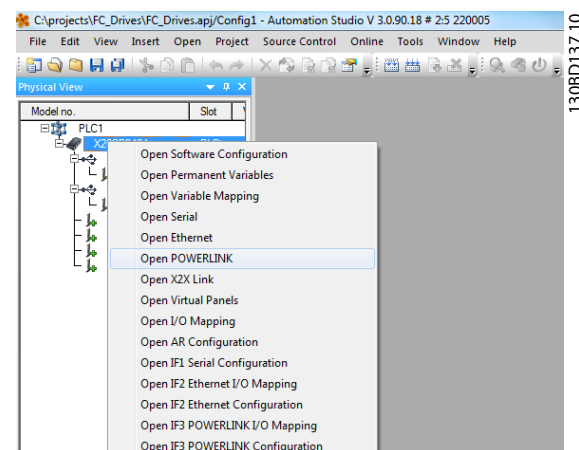 C:\projects\FC_Drives\FC_Drives.apj/Config1 - Automation Studio V 3.0.90.18 # 2:5 220005
File Edit View Insert Open Project Source Control Online Tools Window Help
Physical View
Model no. Slot
PLC1
Open Software Configuration
Open Permanent Variables
Open Variable Mapping
Open Serial
Open Ethernet
Open POWERLINK
Open X2X Link
Open Virtual Panels
Open I/O Mapping
Open AR Configuration
Open IF1 Serial Configuration
Open IF2 Ethernet I/O Mapping
Open IF2 Ethernet Configuration
Open IF3 POWERLINK I/O Mapping
Open IF3 POWERLINK Configuration
130BD137.10